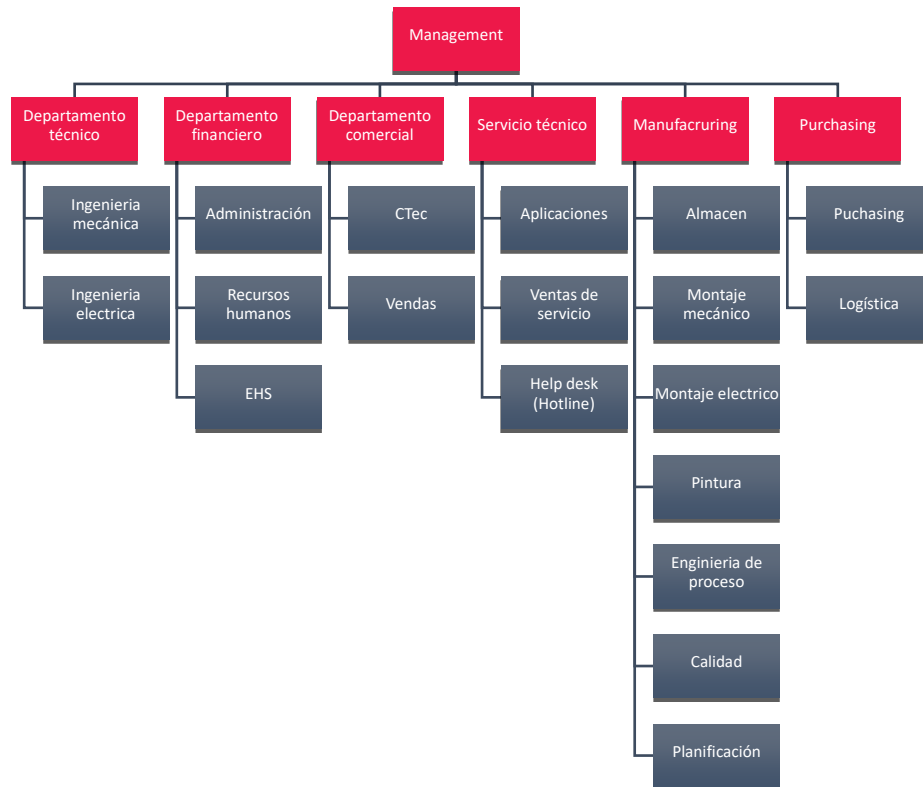 Management
Departamento
técnico
Departamento
financiero
Departamento
comercial
Servicio técnico
Manufacruring
Purchasing
Ingenieria
mecánica
Administración
CTec
Aplicaciones
Almacen
Puchasing
Ingenieria
electrica
Recursos
humanos
Vendas
Ventas de
servicio
Montaje
mecánico
Logística
EHS
Help desk
(Hotline)
Montaje electrico
Pintura
Enginieria de
proceso
Calidad
Planificación